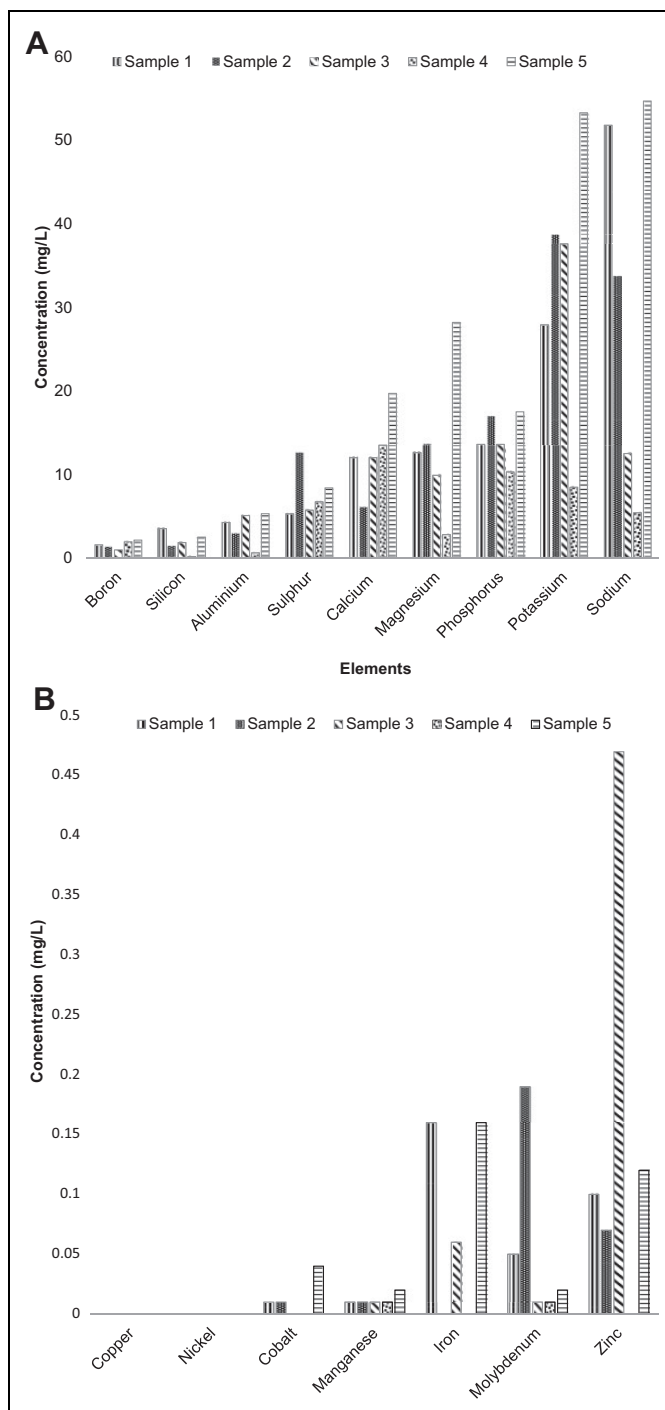 A
60
Sample 1 Sample 2 Sample 3 Sample 4 Sample 5
50
40
30
20
10
0
Concentration (mg/L)
Boron Silicon Aluminium Sulphur Calcium Magnesium Phosphorus Potassium Sodium
Elements
B
0.5
Sample 1 Sample 2 Sample 3 Sample 4 Sample 5
0.45
0.4
0.35
0.3
0.25
0.2
0.15
0.1
0.05
0
Concentration (mg/L)
Copper Nickel Cobalt Manganese Iron Molybdenum Zinc